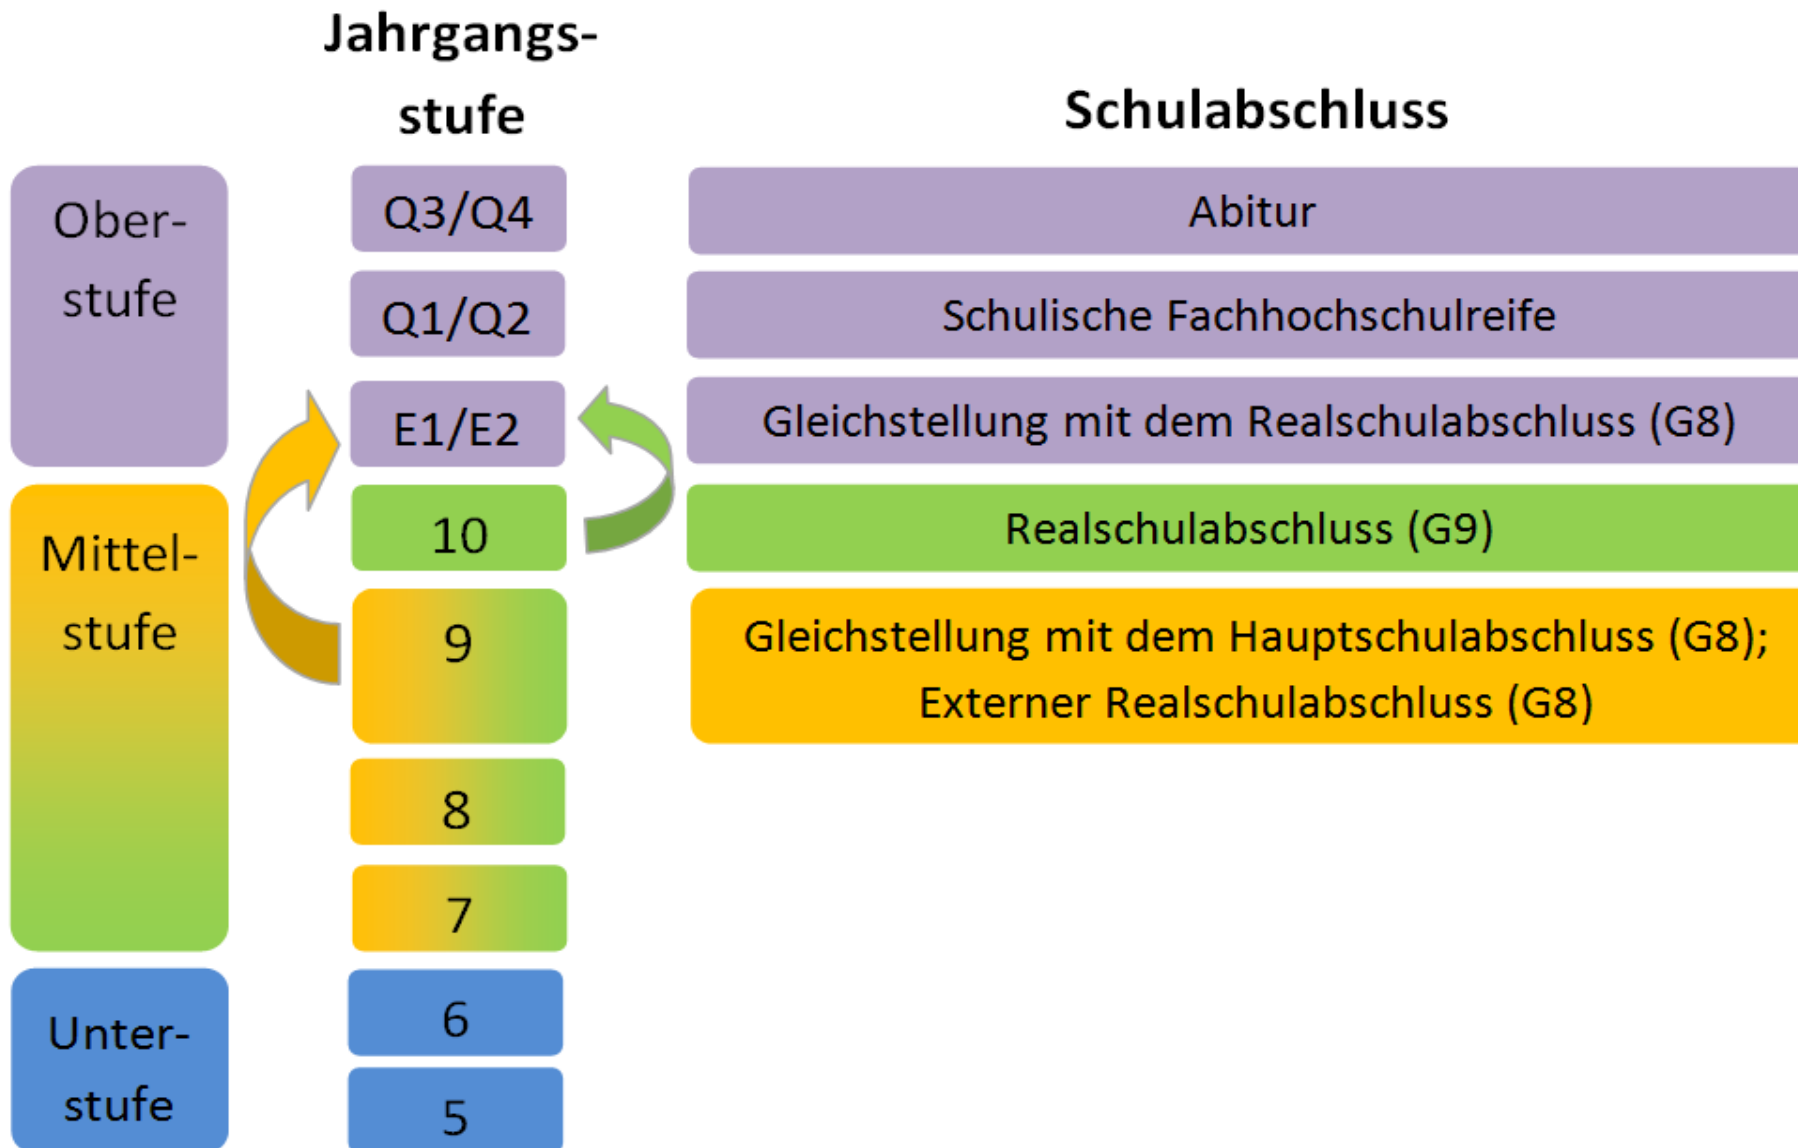 Jahrgangs-
stufe
Schulabschluss
Ober-
stufe
Q3/Q4
Abitur
Q1/Q2
Schulische Fachhochschulreife
E1/E2
Gleichstellung mit dem Realschulabschluss (G8)
Mittel-
stufe
10
Realschulabschluss (G9)
9
Gleichstellung mit dem Hauptschulabschluss (G8);
Externer Realschulabschluss (G8)
8
7
Unter-
stufe
6
5